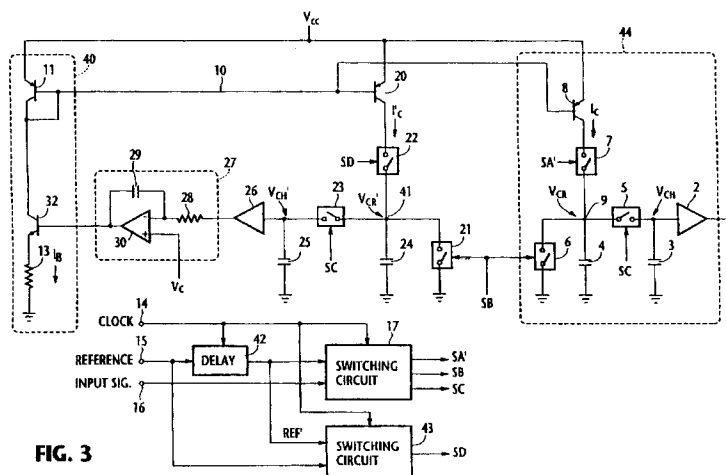 Vcc
44
40
11
10
20
8
I'c
Ic
22
7
SD
SA'
29
27
28
26
VCH'
23
VCR'
41
VCR
9
5
VCH
2
32
30
25
SC
24
21
6
4
SC
3
13
iB
Vc
SB
14
CLOCK
17
15
42
REFERENCE
DELAY
SWITCHING
CIRCUIT
SA'
SB
SC
INPUT SIG.
16
43
REF'
SWITCHING
CIRCUIT
SD
FIG. 3